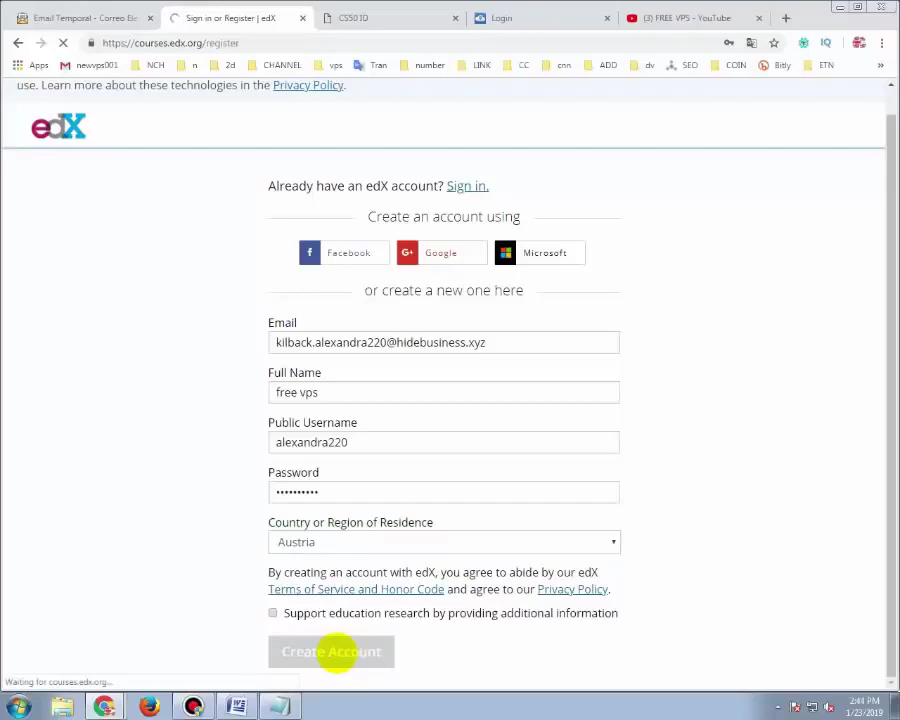 Email Temporal - Correo Ele
Sign in or Register | edX
CS50 ID
Login
(3) FREE VPS - YouTube
https://courses.edx.org/register
Apps
newvps001
NCH
n
2d
CHANNEL
vps
Tran
number
LINK
CC
cnn
ADD
dv
SEO
COIN
Bitly
ETN
»
use. Learn more about these technologies in the Privacy Policy.
edX
Already have an edX account? Sign in.
Create an account using
f Facebook
G+ Google
Microsoft
or create a new one here
Email
kilback.alexandra220@hidebusiness.xyz
Full Name
free vps
Public Username
alexandra220
Password
••••••••••
Country or Region of Residence
Austria
By creating an account with edX, you agree to abide by our edX
Terms of Service and Honor Code and agree to our Privacy Policy.
Support education research by providing additional information
Create Account
Waiting for courses.edx.org...
2:44 PM
1/23/2019